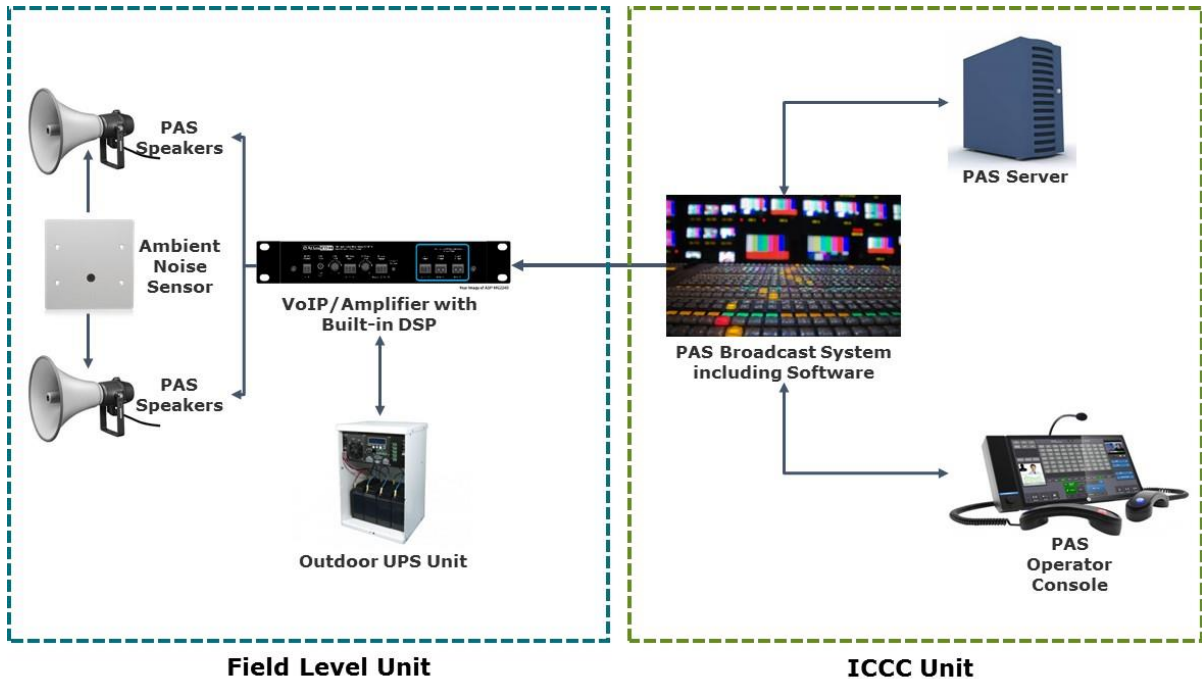 PAS
Speakers
Ambient
Noise
Sensor
PAS
Speakers
VoIP/Amplifier with
Built-in DSP
Outdoor UPS Unit
Field Level Unit
PAS Server
PAS Broadcast System
including Software
PAS
Operator
Console
ICCC Unit